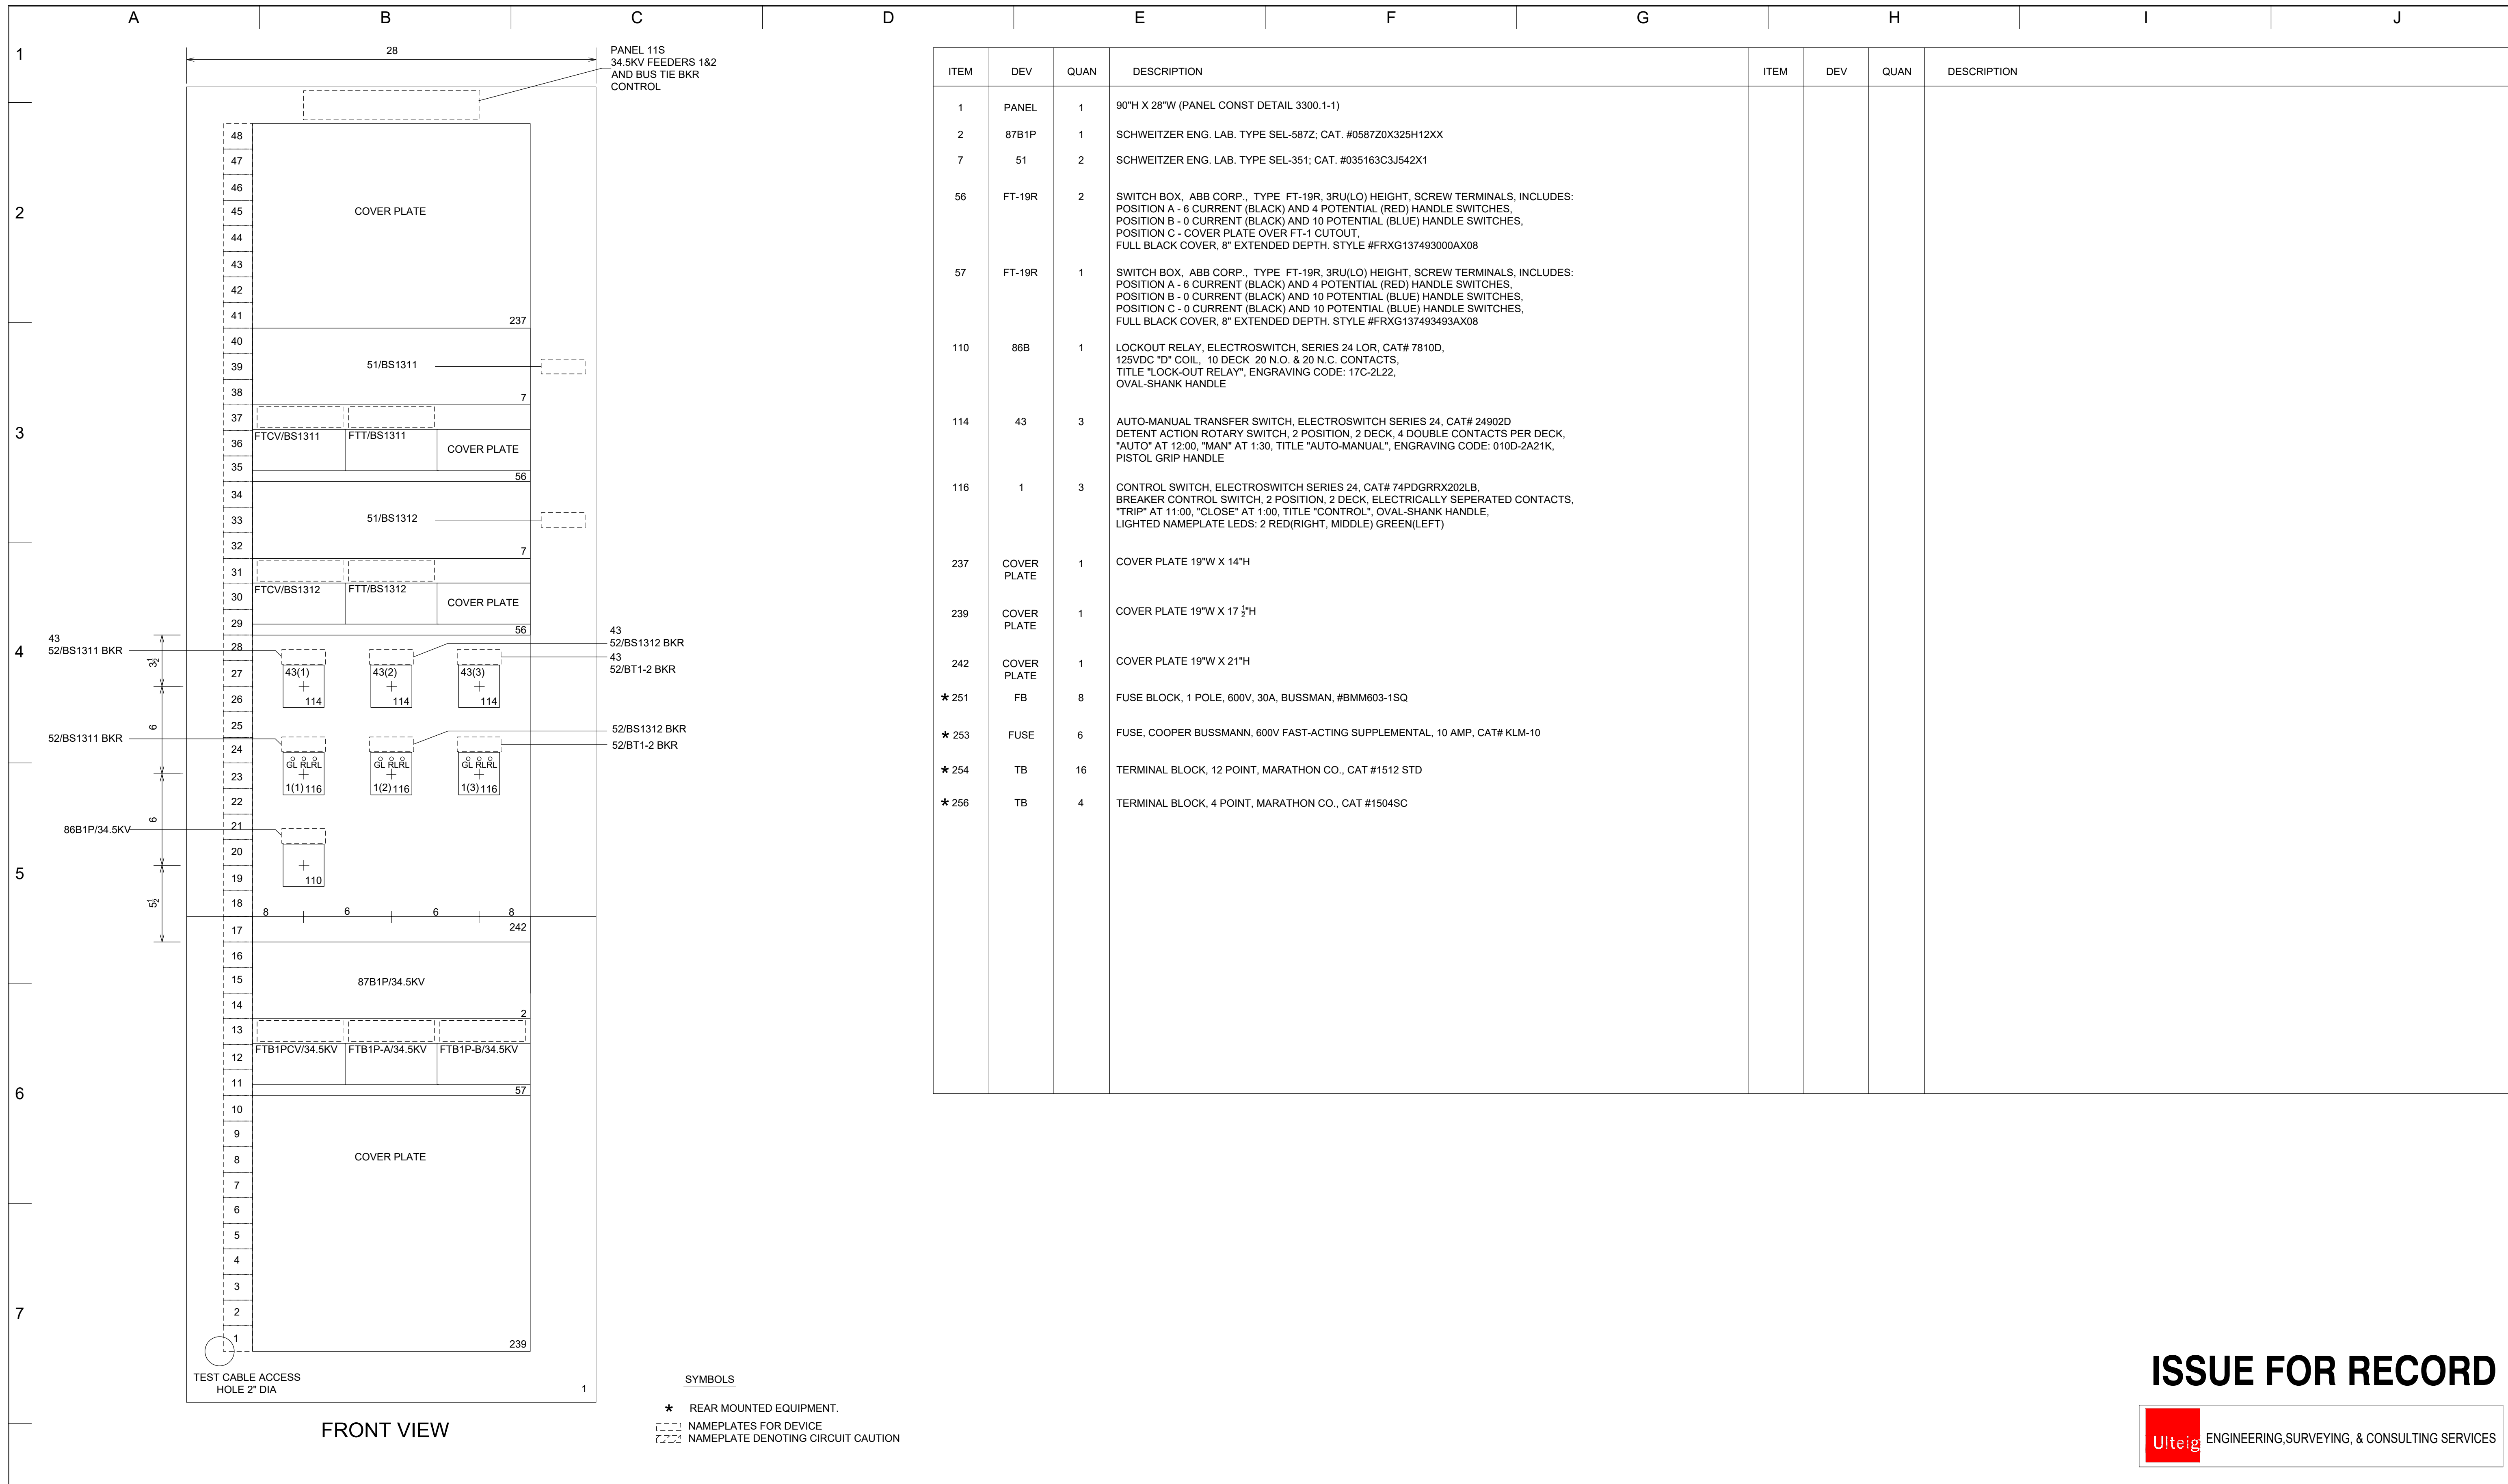 A B C D E F G H I J
1
2
3
4
5
6
7
28
PANEL 11S
34.5KV FEEDERS 1&2
AND BUS TIE BKR
CONTROL
48
47
46
45
COVER PLATE
44
43
42
41
237
40
39
51/BS1311
38
7
37
36
FTCV/BS1311
FTT/BS1311
COVER PLATE
35
56
34
33
51/BS1312
32
7
31
30
FTCV/BS1312
FTT/BS1312
COVER PLATE
29
56
43
52/BS1311 BKR
43
52/BS1312 BKR
43
52/BT1-2 BKR
28
3½
27
43(1)
43(2)
43(3)
26
114
114
114
25
6
52/BS1311 BKR
52/BS1312 BKR
52/BT1-2 BKR
24
GL RLRL
GL RLRL
GL RLRL
23
1(1) 116
1(2) 116
1(3) 116
22
6
86B1P/34.5KV
21
20
19
110
5½
18
8 6 6 8
17
242
16
15
87B1P/34.5KV
14
2
13
12
FTB1PCV/34.5KV
FTB1P-A/34.5KV
FTB1P-B/34.5KV
11
57
10
9
8
COVER PLATE
7
6
5
4
3
2
1
239
TEST CABLE ACCESS
HOLE 2" DIA
1
FRONT VIEW
SYMBOLS
* REAR MOUNTED EQUIPMENT.
NAMEPLATES FOR DEVICE
NAMEPLATE DENOTING CIRCUIT CAUTION
ITEM DEV QUAN DESCRIPTION
ITEM DEV QUAN DESCRIPTION
1 PANEL 1 90"H X 28"W (PANEL CONST DETAIL 3300.1-1)
2 87B1P 1 SCHWEITZER ENG. LAB. TYPE SEL-587Z; CAT. #0587Z0X325H12XX
7 51 2 SCHWEITZER ENG. LAB. TYPE SEL-351; CAT. #035163C3J542X1
56 FT-19R 2 SWITCH BOX, ABB CORP., TYPE FT-19R, 3RU(LO) HEIGHT, SCREW TERMINALS, INCLUDES:
POSITION A - 6 CURRENT (BLACK) AND 4 POTENTIAL (RED) HANDLE SWITCHES,
POSITION B - 0 CURRENT (BLACK) AND 10 POTENTIAL (BLUE) HANDLE SWITCHES,
POSITION C - COVER PLATE OVER FT-1 CUTOUT,
FULL BLACK COVER, 8" EXTENDED DEPTH. STYLE #FRXG137493000AX08
57 FT-19R 1 SWITCH BOX, ABB CORP., TYPE FT-19R, 3RU(LO) HEIGHT, SCREW TERMINALS, INCLUDES:
POSITION A - 6 CURRENT (BLACK) AND 4 POTENTIAL (RED) HANDLE SWITCHES,
POSITION B - 0 CURRENT (BLACK) AND 10 POTENTIAL (BLUE) HANDLE SWITCHES,
POSITION C - 0 CURRENT (BLACK) AND 10 POTENTIAL (BLUE) HANDLE SWITCHES,
FULL BLACK COVER, 8" EXTENDED DEPTH. STYLE #FRXG137493493AX08
110 86B 1 LOCKOUT RELAY, ELECTROSWITCH, SERIES 24 LOR, CAT# 7810D,
125VDC "D" COIL, 10 DECK 20 N.O. & 20 N.C. CONTACTS,
TITLE "LOCK-OUT RELAY", ENGRAVING CODE: 17C-2L22,
OVAL-SHANK HANDLE
114 43 3 AUTO-MANUAL TRANSFER SWITCH, ELECTROSWITCH SERIES 24, CAT# 24902D
DETENT ACTION ROTARY SWITCH, 2 POSITION, 2 DECK, 4 DOUBLE CONTACTS PER DECK,
"AUTO" AT 12:00, "MAN" AT 1:30, TITLE "AUTO-MANUAL", ENGRAVING CODE: 010D-2A21K,
PISTOL GRIP HANDLE
116 1 3 CONTROL SWITCH, ELECTROSWITCH SERIES 24, CAT# 74PDGRRX202LB,
BREAKER CONTROL SWITCH, 2 POSITION, 2 DECK, ELECTRICALLY SEPERATED CONTACTS,
"TRIP" AT 11:00, "CLOSE" AT 1:00, TITLE "CONTROL", OVAL-SHANK HANDLE,
LIGHTED NAMEPLATE LEDS: 2 RED(RIGHT, MIDDLE) GREEN(LEFT)
237 COVER PLATE 1 COVER PLATE 19"W X 14"H
239 COVER PLATE 1 COVER PLATE 19"W X 17 ½"H
242 COVER PLATE 1 COVER PLATE 19"W X 21"H
* 251 FB 8 FUSE BLOCK, 1 POLE, 600V, 30A, BUSSMAN, #BMM603-1SQ
* 253 FUSE 6 FUSE, COOPER BUSSMANN, 600V FAST-ACTING SUPPLEMENTAL, 10 AMP, CAT# KLM-10
* 254 TB 16 TERMINAL BLOCK, 12 POINT, MARATHON CO., CAT #1512 STD
* 256 TB 4 TERMINAL BLOCK, 4 POINT, MARATHON CO., CAT #1504SC
ISSUE FOR RECORD
Ulteig ENGINEERING,SURVEYING, & CONSULTING SERVICES